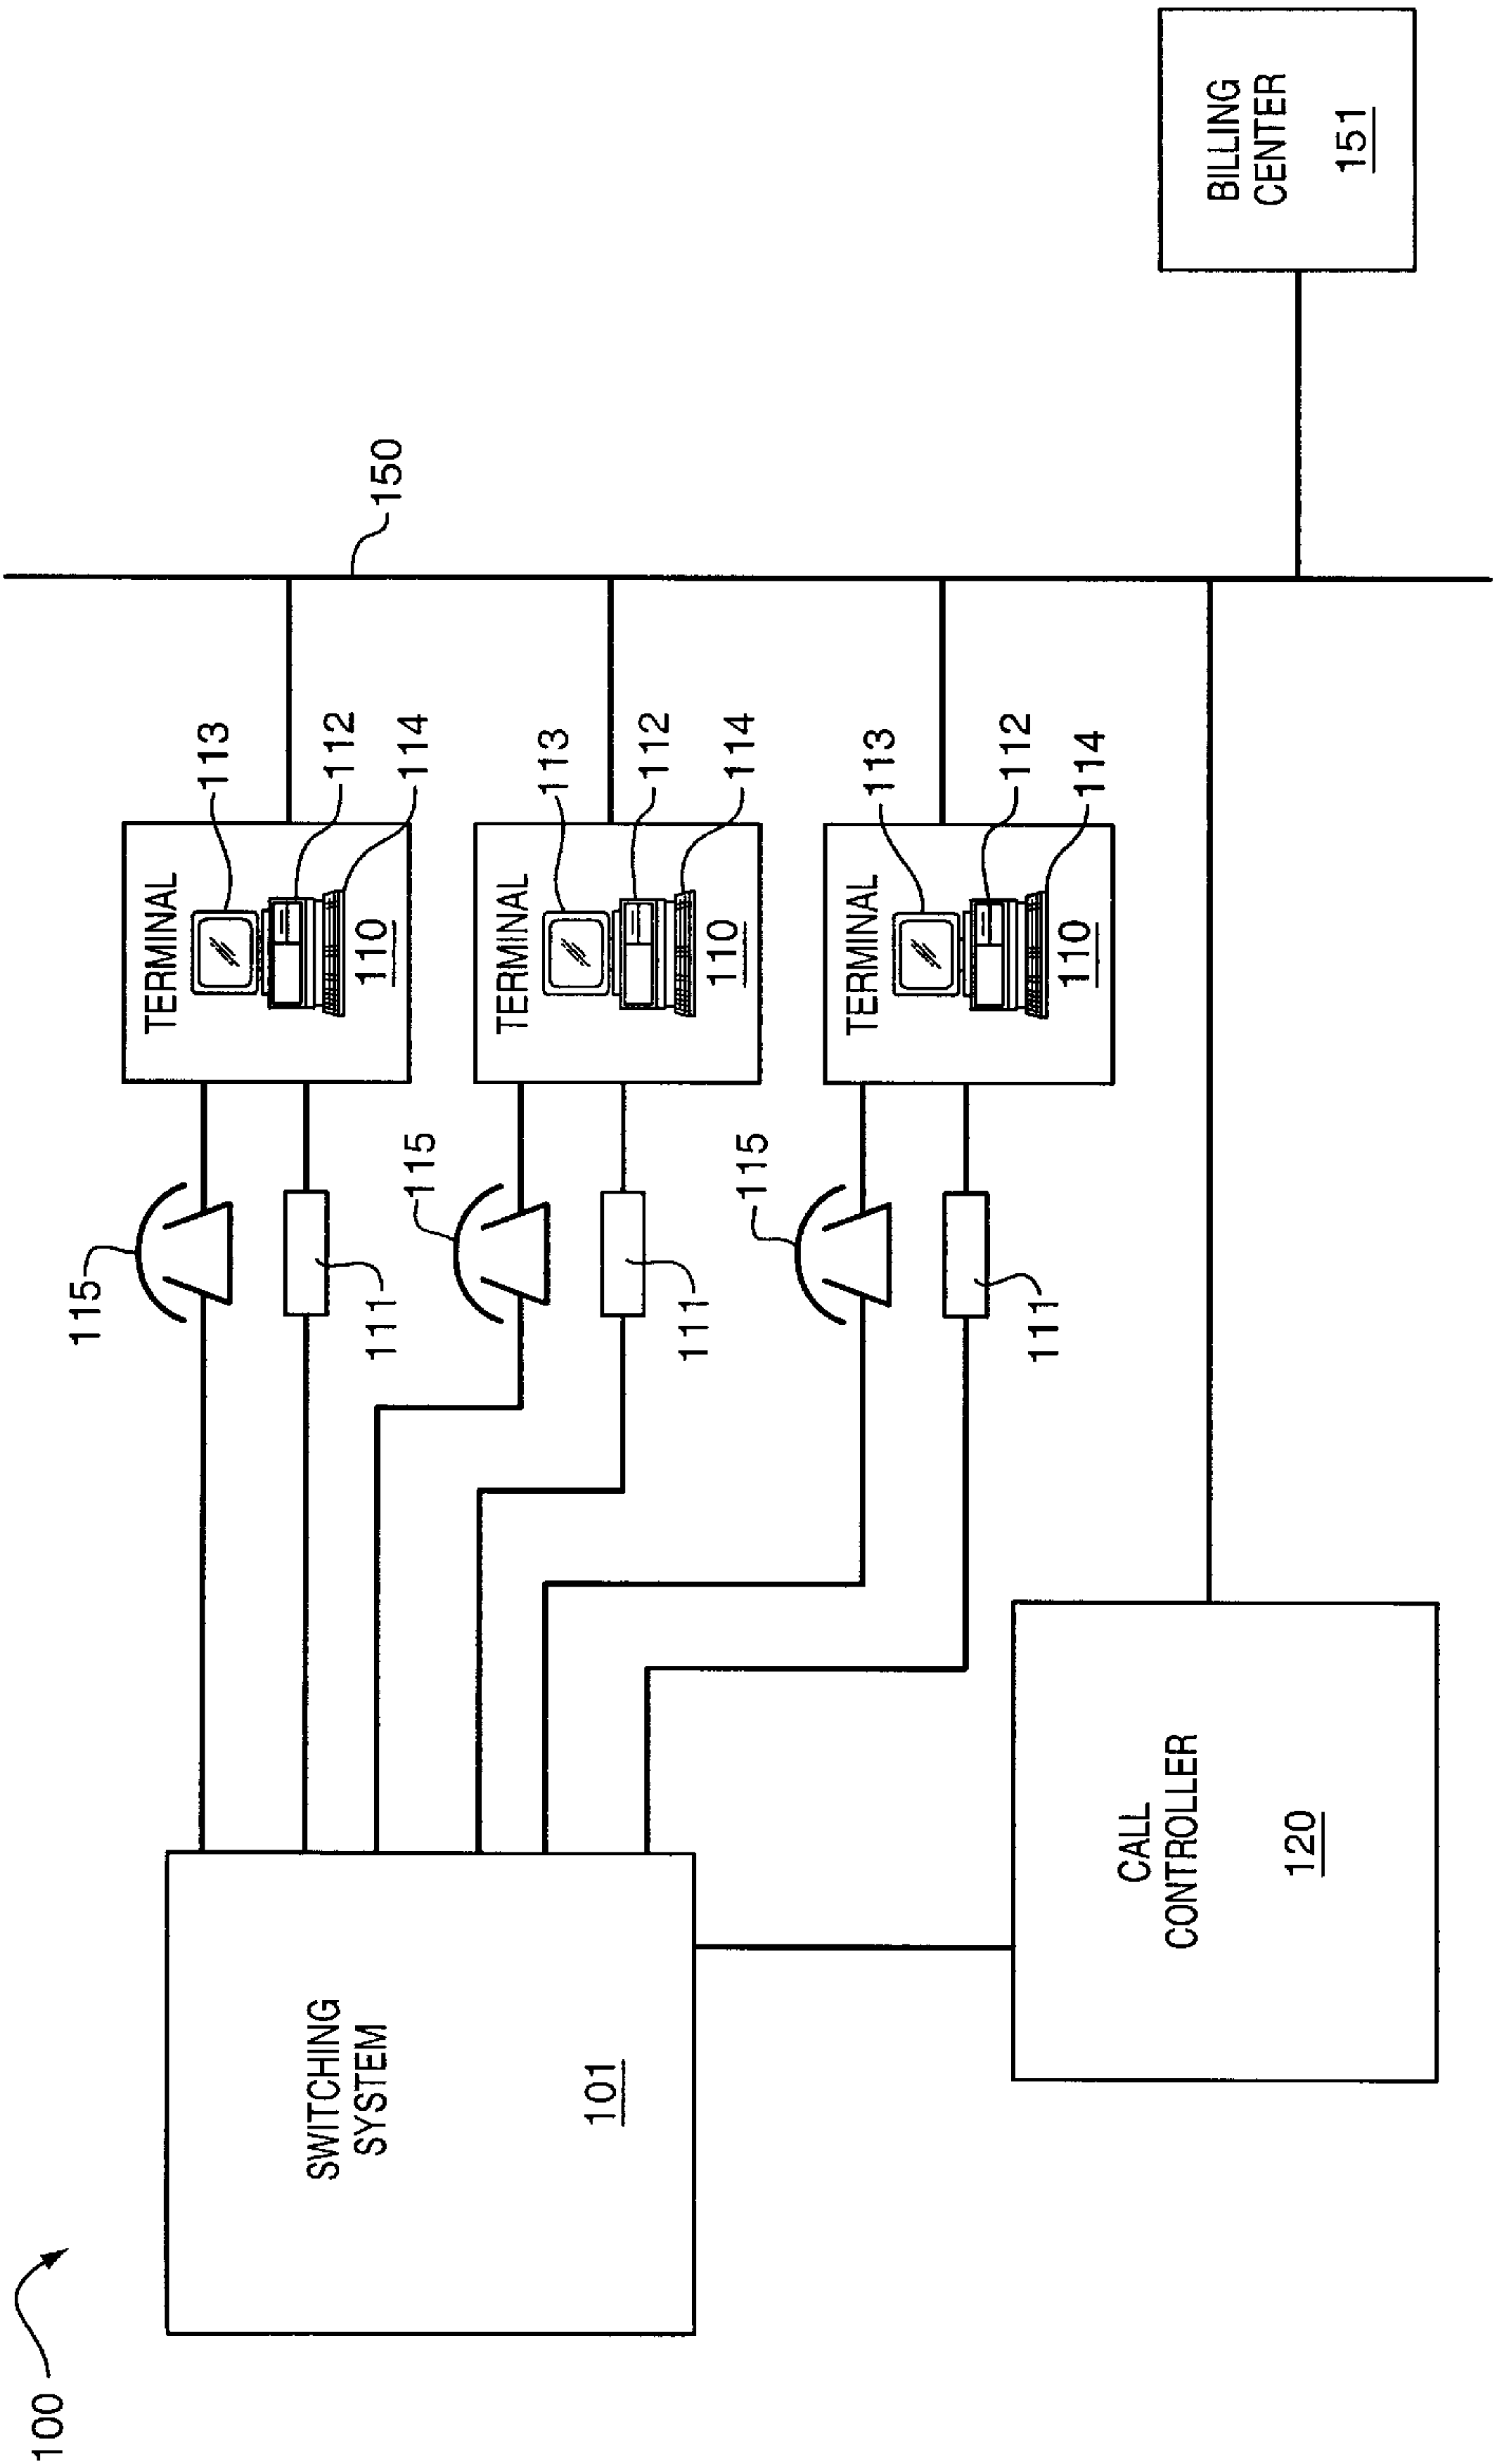 100
SWITCHING
SYSTEM
101
CALL
CONTROLLER
120
115
111
115
111
115
111
TERMINAL
110
113
112
114
TERMINAL
110
113
112
114
TERMINAL
110
113
112
114
150
BILLING
CENTER
151